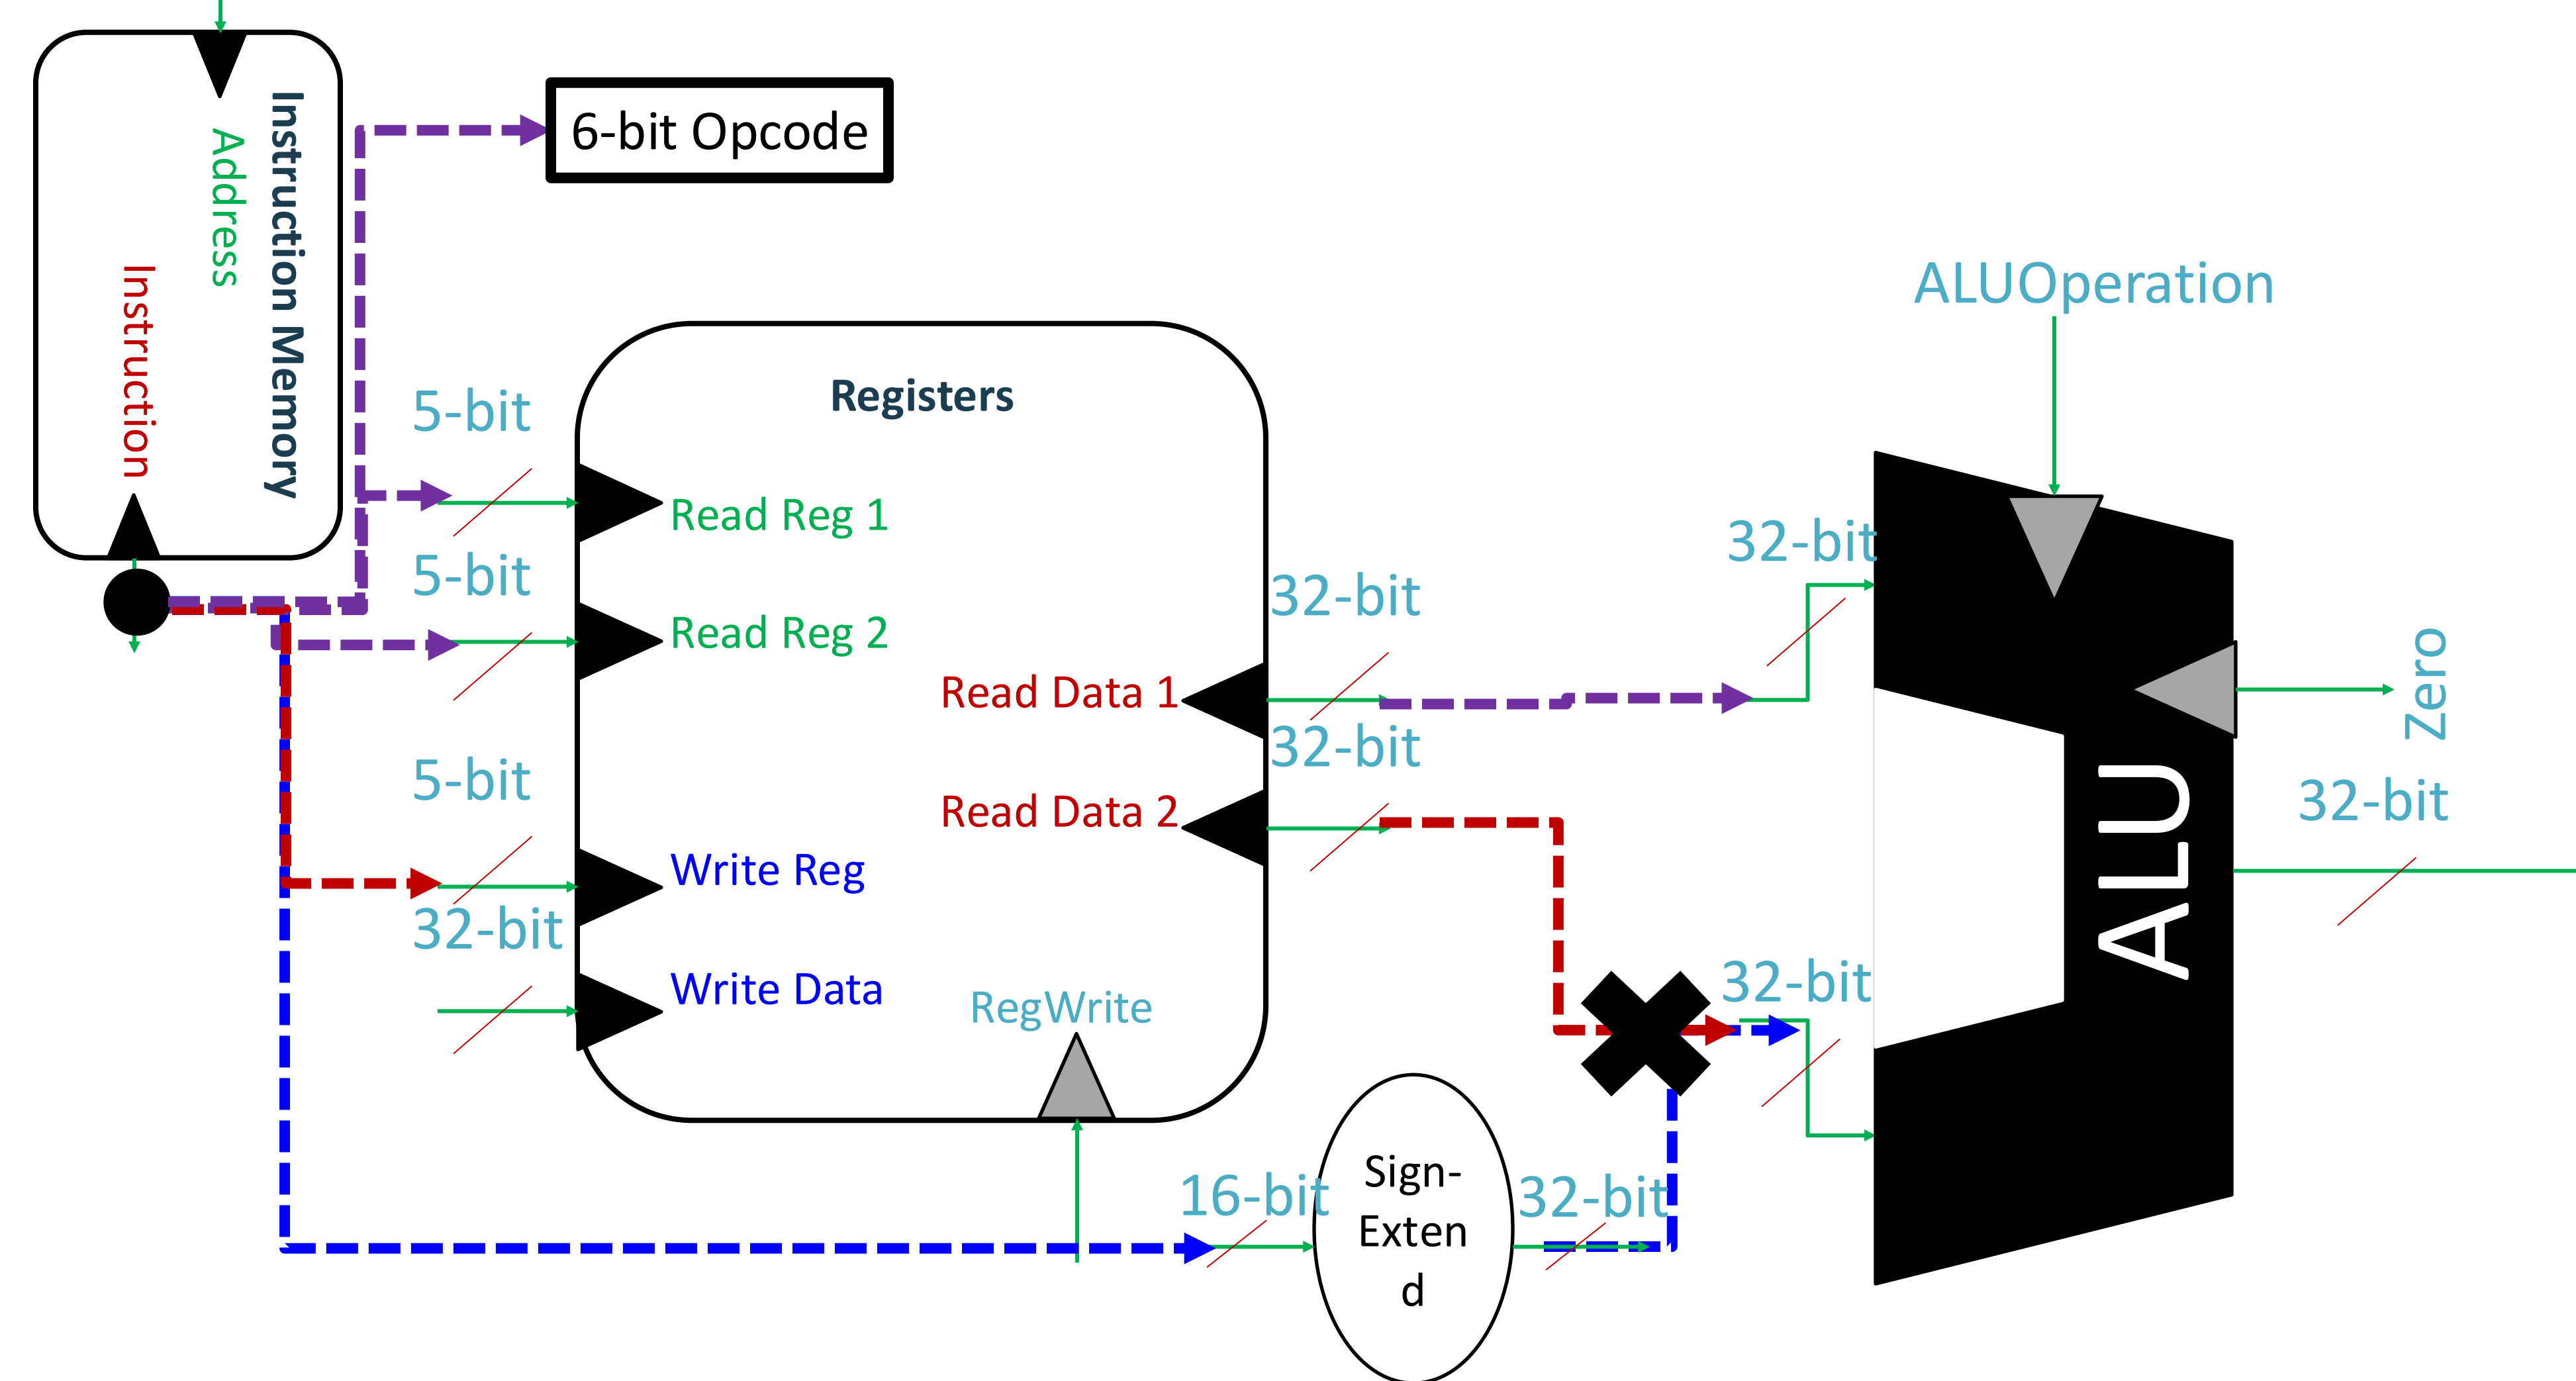 Instruction Memory
Address
Instruction
6-bit Opcode
ALUOperation
5-bit
Registers
Read Reg 1
5-bit
Read Reg 2
32-bit
32-bit
Read Data 1
32-bit
Zero
5-bit
Read Data 2
32-bit
ALU
Write Reg
32-bit
Write Data
RegWrite
32-bit
16-bit
Sign-
Exten
d
32-bit